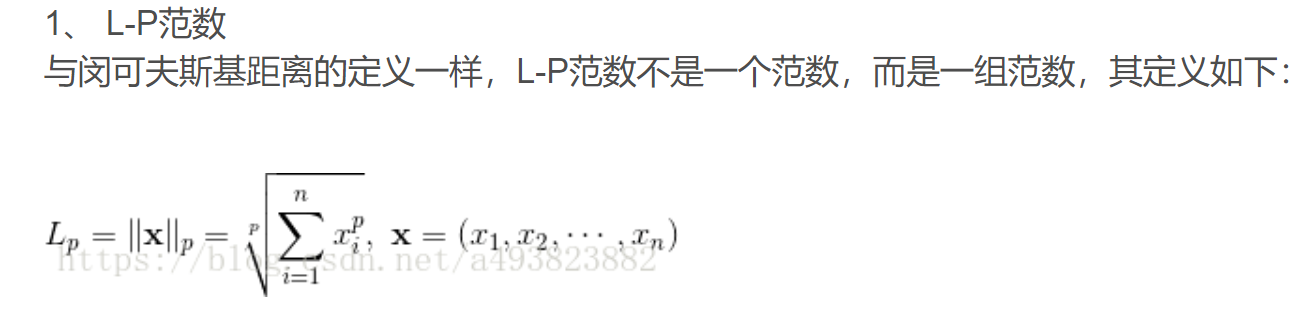 1、 L-P范数
与闵可夫斯基距离的定义一样，L-P范数不是一个范数，而是一组范数，其定义如下：
$L_p = \|\mathbf{x}\|_p = \sqrt[p]{\sum_{i=1}^{n} x_i^p}, \mathbf{x} = (x_1, x_2, \cdots, x_n)$
https://blog.csdn.net/a493823882